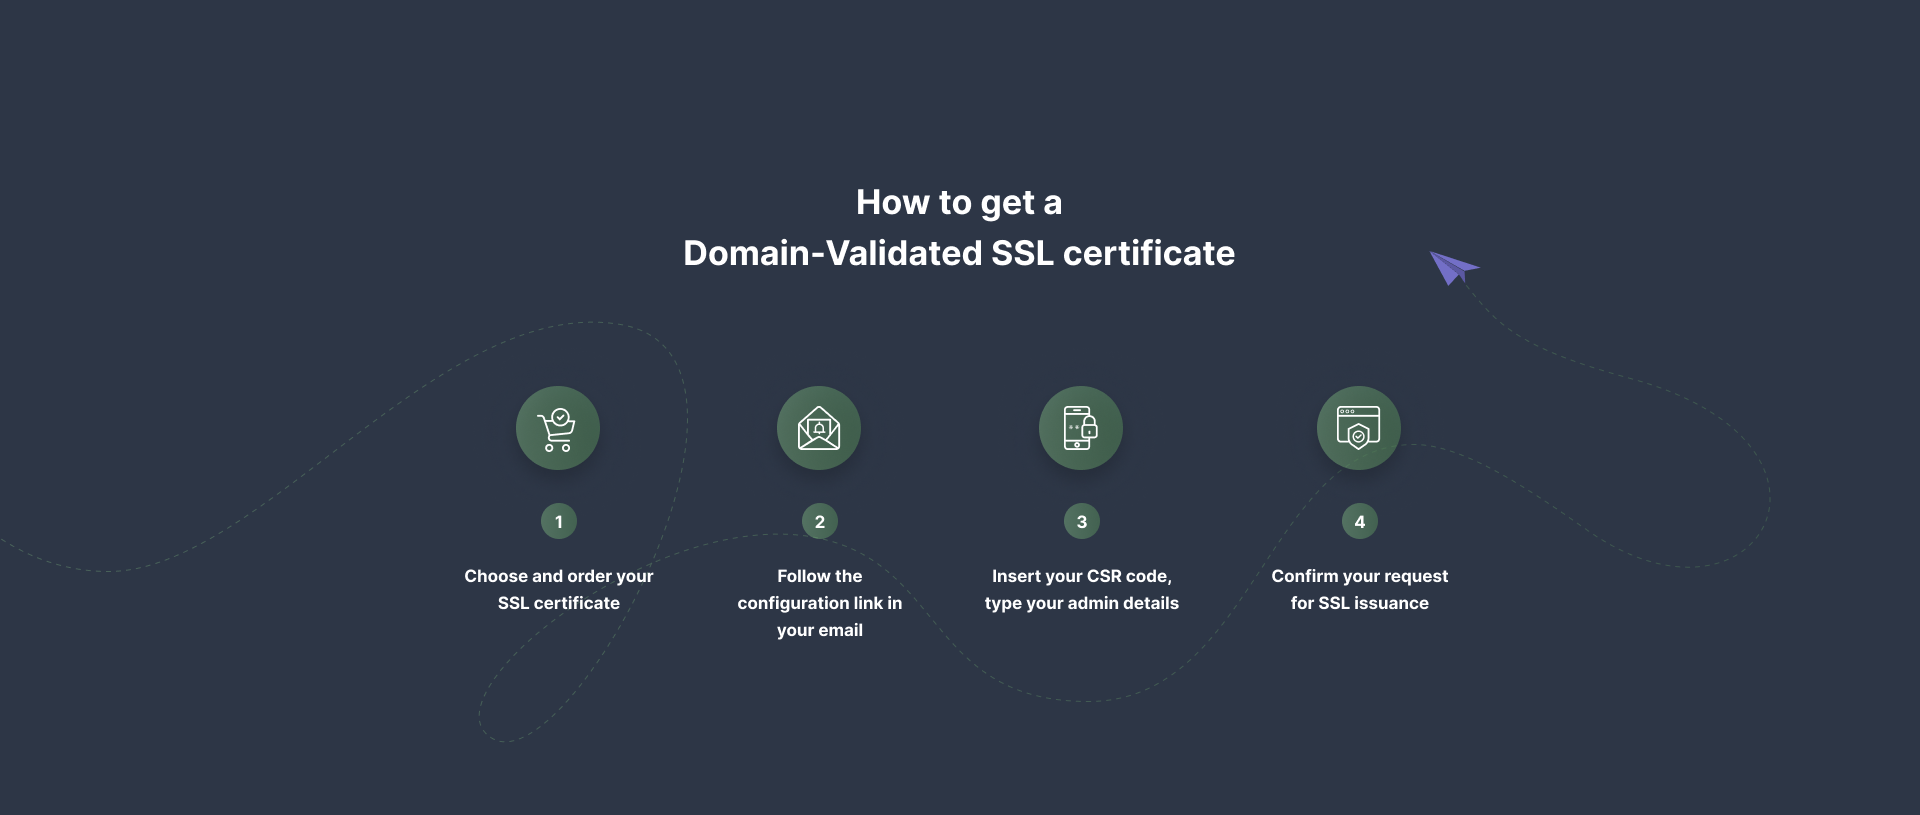 How to get a
Domain-Validated SSL certificate
1
Choose and order your
SSL certificate
2
Follow the
configuration link in
your email
3
Insert your CSR code,
type your admin details
4
Confirm your request
for SSL issuance